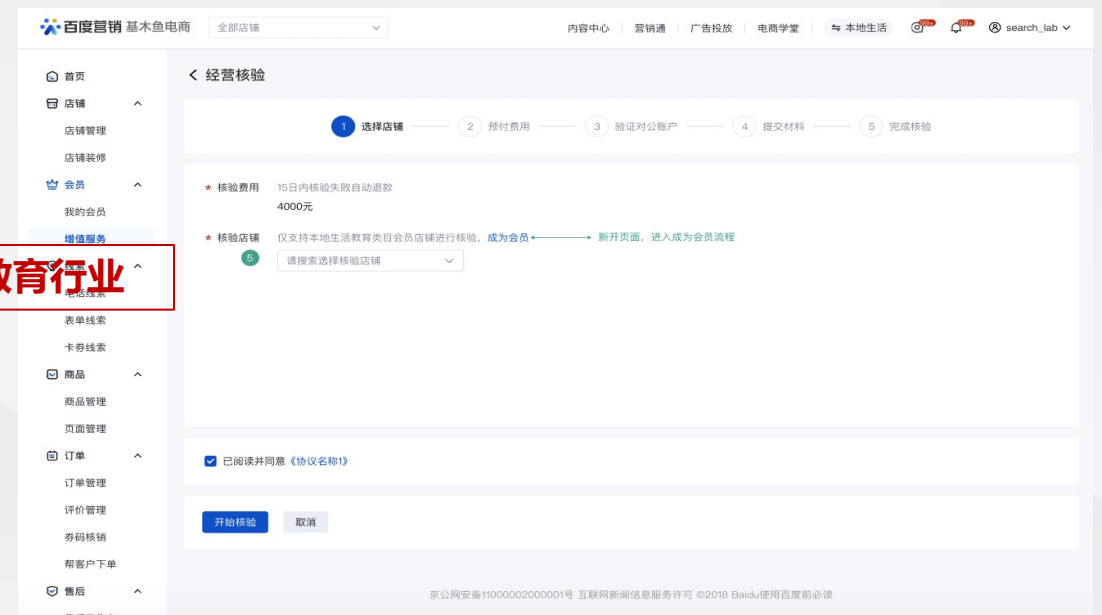 百度营销 基木鱼电商
全部店铺
内容中心 营销通 广告投放 电商学堂 本地生活 99+ 99+ search_lab
首页
店铺
店铺管理
店铺装修
会员
我的会员
增值服务
线索
电话线索
表单线索
卡券线索
商品
商品管理
页面管理
订单
订单管理
评价管理
券码核销
帮客户下单
售后
教育行业
经营核验
1 选择店铺 2 预付费用 3 验证对公账户 4 提交材料 5 完成核验
* 核验费用 15日内核验失败自动退款
4000元
* 核验店铺 仅支持本地生活教育类目会员店铺进行核验, 成为会员 新开页面, 进入成为会员流程
5 请搜索选择核验店铺
已阅读并同意《协议名称1》
开始核验 取消
京公网安备11000002000001号 互联网新闻信息服务许可 ©2018 Baidu使用百度前必读